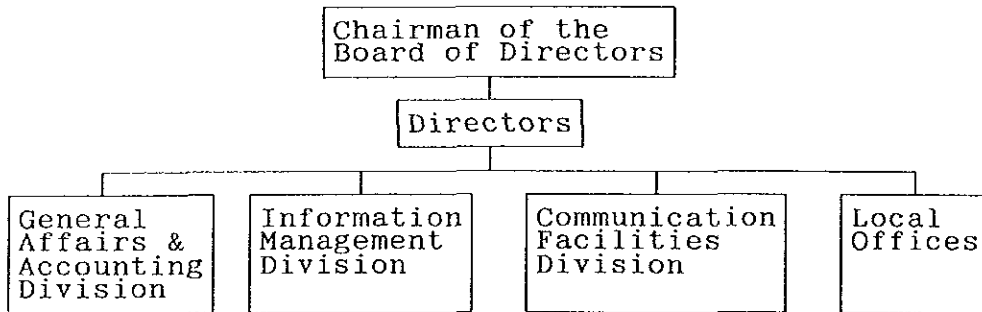 Chairman of the
Board of Directors
Directors
General
Affairs &
Accounting
Division
Information
Management
Division
Communication
Facilities
Division
Local
Offices